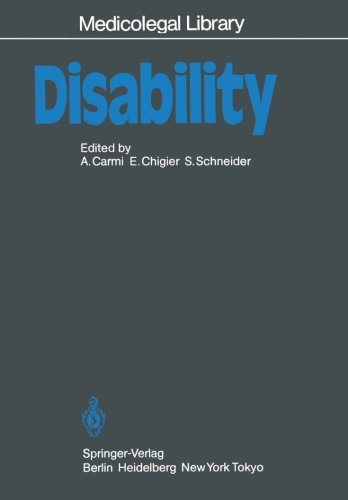 Medicolegal Library
Disability
Edited by
A. Carmi E. Chigier S. Schneider
Springer-Verlag
Berlin Heidelberg New York Tokyo